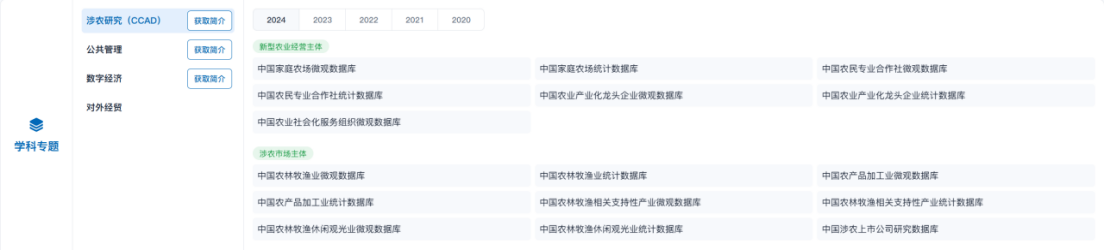 学科专题
涉农研究（CCAD） 获取简介
公共管理 获取简介
数字经济 获取简介
对外经贸
2024 2023 2022 2021 2020
新型农业经营主体
中国家庭农场微观数据库 中国家庭农场统计数据库 中国农民专业合作社微观数据库
中国农民专业合作社统计数据库 中国农业产业化龙头企业微观数据库 中国农业产业化龙头企业统计数据库
中国农业社会化服务组织微观数据库
涉农市场主体
中国农林牧渔业微观数据库 中国农林牧渔业统计数据库 中国农产品加工业微观数据库
中国农产品加工业统计数据库 中国农林牧渔相关支持性产业微观数据库 中国农林牧渔相关支持性产业统计数据库
中国农林牧渔休闲观光业微观数据库 中国农林牧渔休闲观光业统计数据库 中国涉农上市公司研究数据库